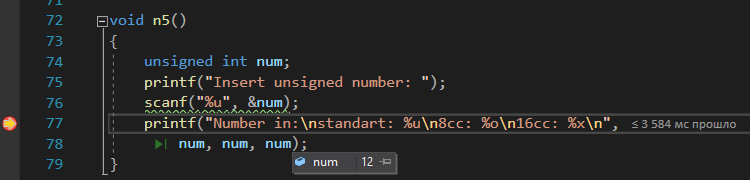 71
72 void n5()
73 {
74 unsigned int num;
75 printf("Insert unsigned number: ");
76 scanf("%u", &num);
77 printf("Number in:\nstandart: %u\n8cc: %o\n16cc: %x\n", ≤ 3 584 мс прошло
78 num, num, num);
num 12
79 }